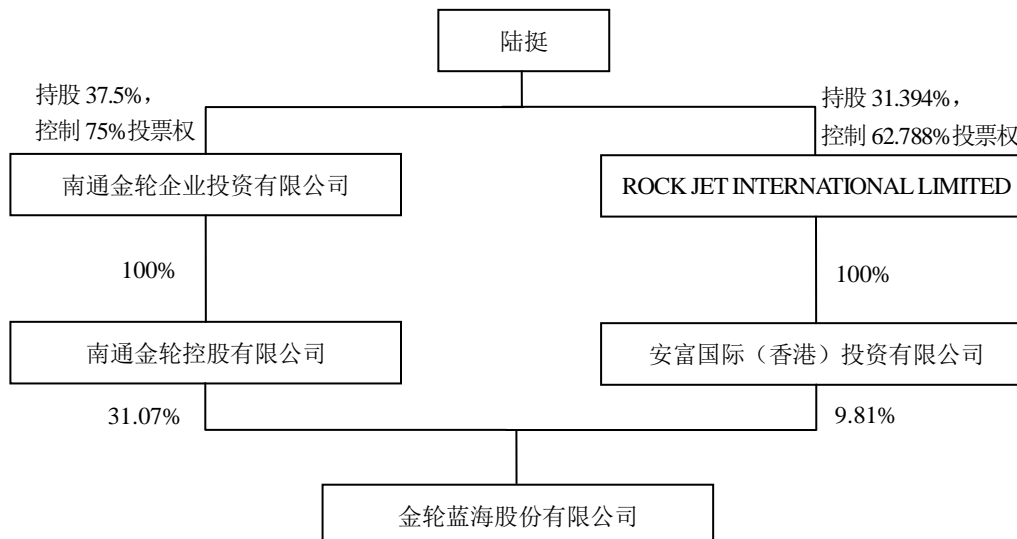 陆挺
持股 37.5%，
控制 75%投票权
持股 31.394%，
控制 62.788%投票权
南通金轮企业投资有限公司
ROCK JET INTERNATIONAL LIMITED
100%
100%
南通金轮控股有限公司
安富国际（香港）投资有限公司
31.07%
9.81%
金轮蓝海股份有限公司